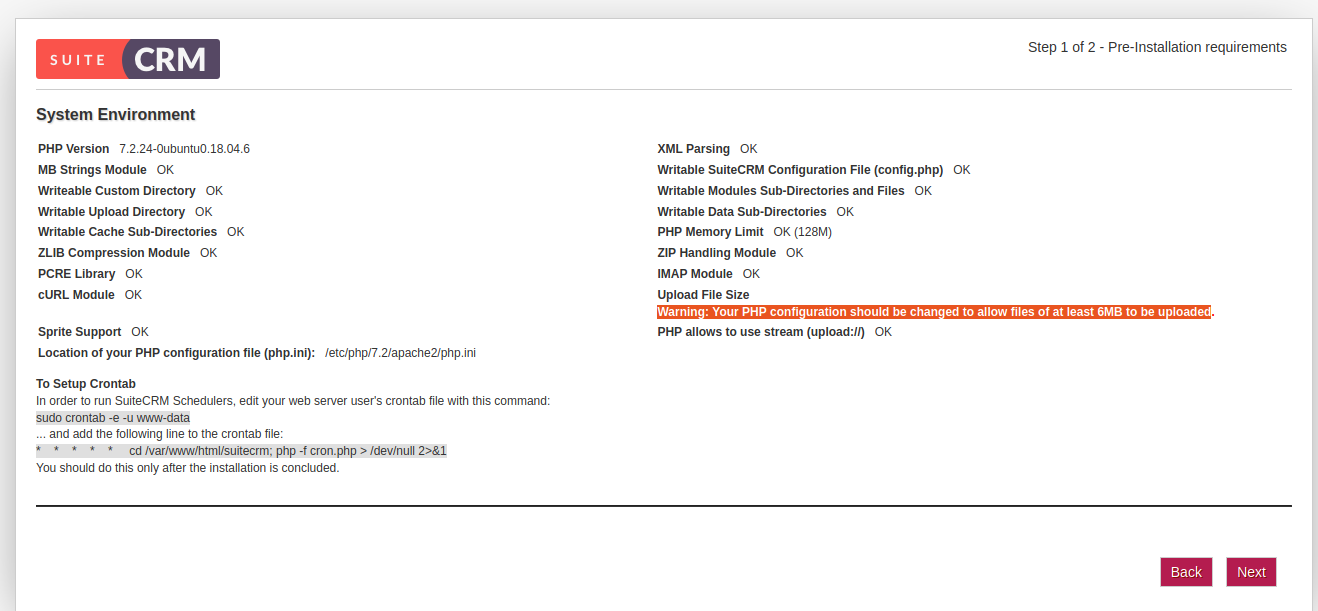 SUITE CRM
Step 1 of 2 - Pre-Installation requirements
System Environment
PHP Version 7.2.24-0ubuntu0.18.04.6
XML Parsing OK
MB Strings Module OK
Writable SuiteCRM Configuration File (config.php) OK
Writeable Custom Directory OK
Writable Modules Sub-Directories and Files OK
Writable Upload Directory OK
Writable Data Sub-Directories OK
Writable Cache Sub-Directories OK
PHP Memory Limit OK (128M)
ZLIB Compression Module OK
ZIP Handling Module OK
PCRE Library OK
IMAP Module OK
cURL Module OK
Upload File Size
Warning: Your PHP configuration should be changed to allow files of at least 6MB to be uploaded.
Sprite Support OK
PHP allows to use stream (upload://) OK
Location of your PHP configuration file (php.ini): /etc/php/7.2/apache2/php.ini
To Setup Crontab
In order to run SuiteCRM Schedulers, edit your web server user's crontab file with this command:
sudo crontab -e -u www-data
... and add the following line to the crontab file:
* * * * * cd /var/www/html/suitecrm; php -f cron.php > /dev/null 2>&1
You should do this only after the installation is concluded.
Back
Next